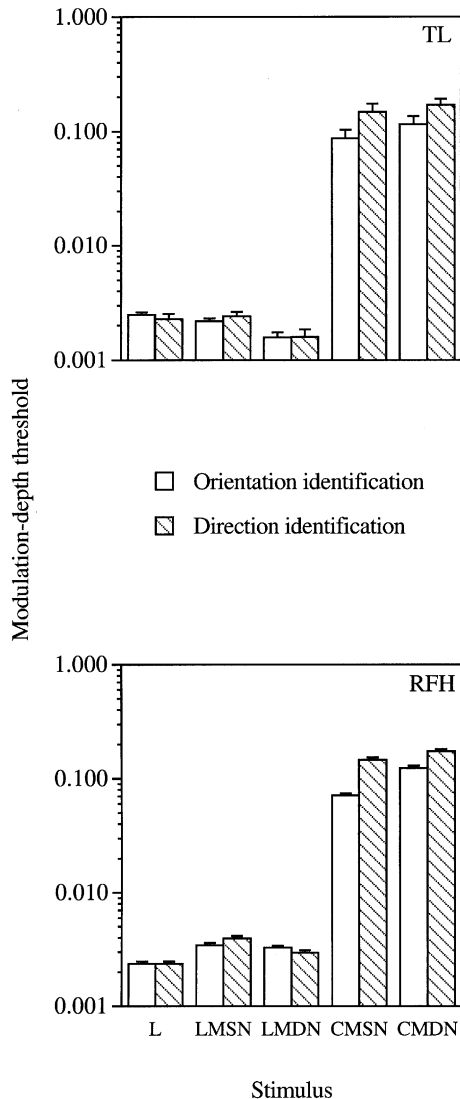 1.000
TL
0.100
0.010
0.001
Modulation-depth threshold
Orientation identification
Direction identification
1.000
RFH
0.100
0.010
0.001
L LMSN LMDN CMSN CMDN
Stimulus